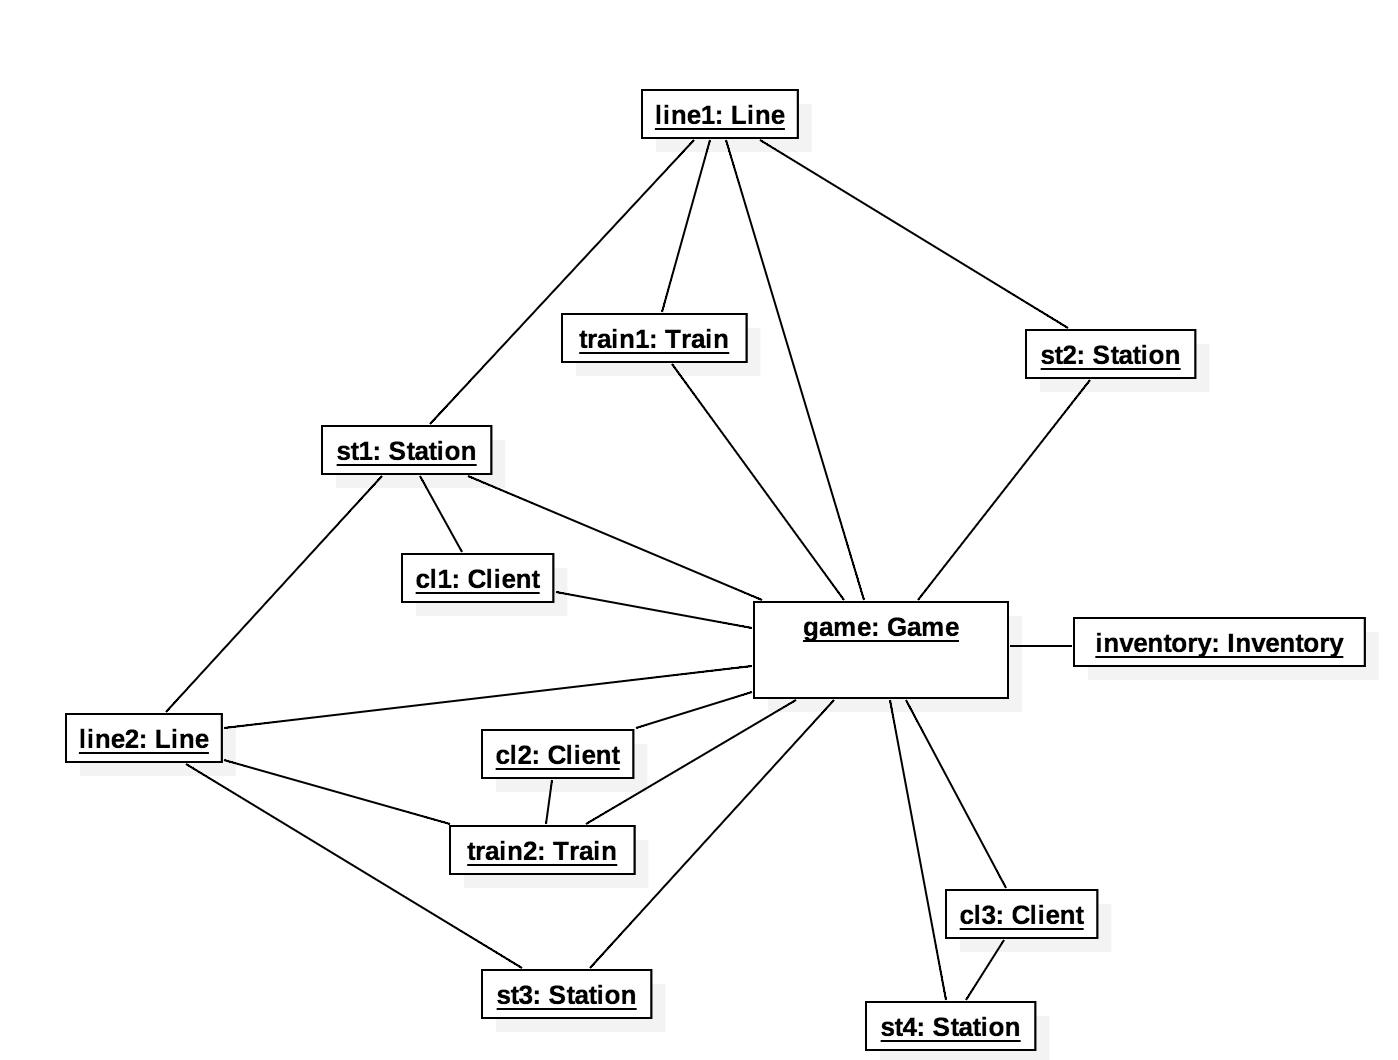 line1: Line
train1: Train
st2: Station
st1: Station
cl1: Client
game: Game
inventory: Inventory
line2: Line
cl2: Client
train2: Train
cl3: Client
st3: Station
st4: Station